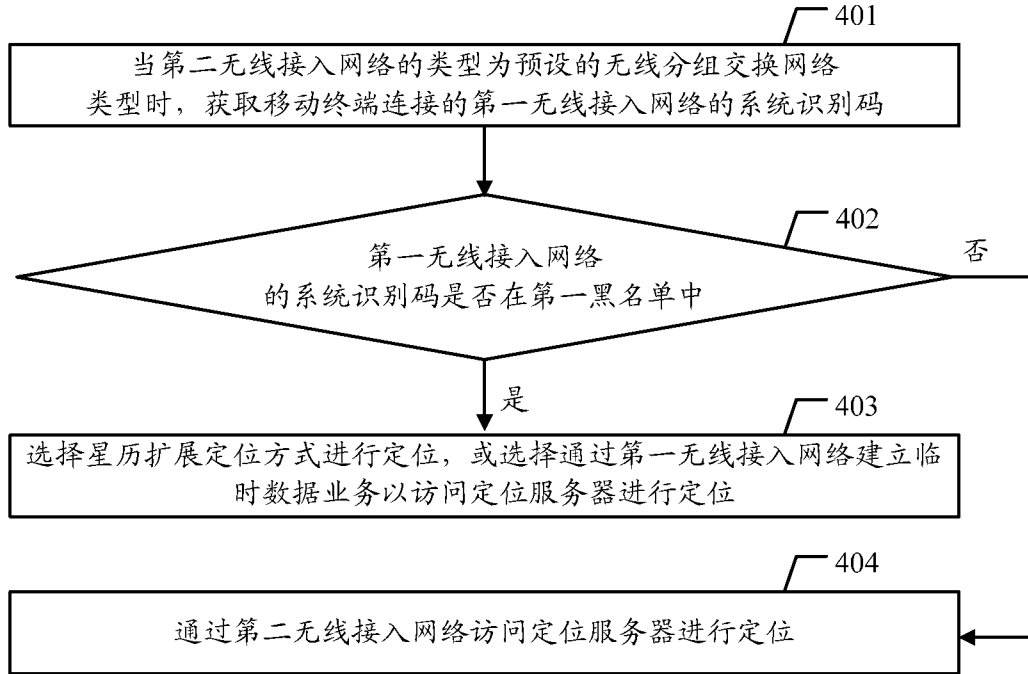 401
当第二无线接入网络的类型为预设的无线分组交换网络
类型时，获取移动终端连接的第一无线接入网络的系统识别码
402
第一无线接入网络
的系统识别码是否在第一黑名单中
否
是
403
选择星历扩展定位方式进行定位，或选择通过第一无线接入网络建立临
时数据业务以访问定位服务器进行定位
404
通过第二无线接入网络访问定位服务器进行定位